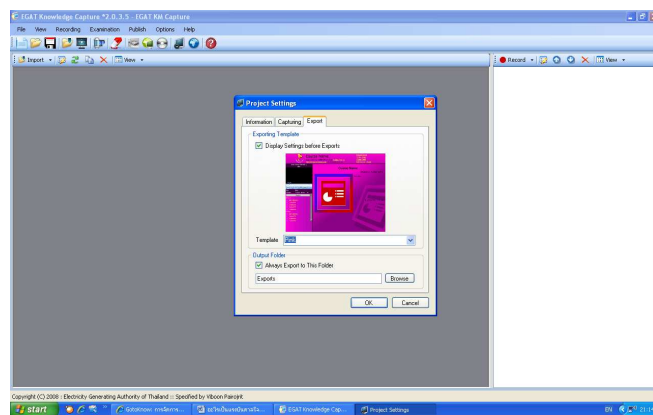 EGAT Knowledge Capture *2.0.3.5 - EGAT KM Capture
File View Recording Examination Publish Options Help
Import View
Record View
Project Settings
Information Capturing Export
Exporting Template
Display Settings before Exports
Template Pink
Output Folder
Always Export to This Folder
Exports Browse
OK Cancel
Copyright (C) 2008 : Electricity Generating Authority of Thailand ::: Specified by Viboon Pairojrit
start GotoKnow: EGAT Knowledge Cap... Project Settings EN